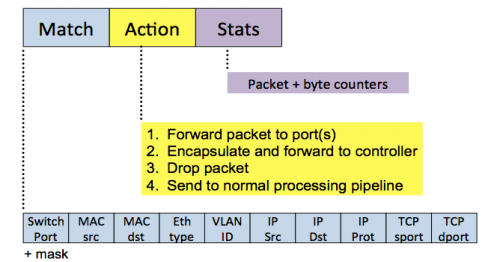 Match Action Stats
Packet + byte counters
1. Forward packet to port(s)
2. Encapsulate and forward to controller
3. Drop packet
4. Send to normal processing pipeline
Switch MAC MAC Eth VLAN IP IP IP TCP TCP
Port src dst type ID Src Dst Prot sport dport
+ mask